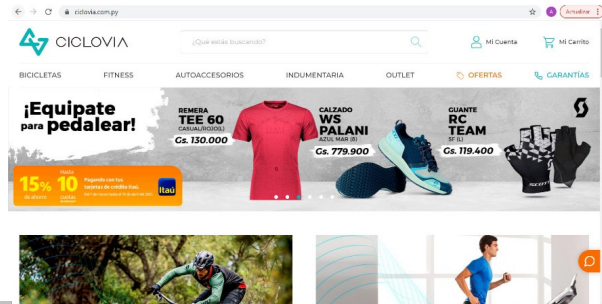 ciclovia.com.py
Actualizar
CICLOVIA
¿Qué estás buscando?
Mi Cuenta
Mi Carrito
BICICLETAS
FITNESS
AUTOACCESORIOS
INDUMENTARIA
OUTLET
OFERTAS
GARANTÍAS
¡Equipate
para pedalear!
REMERA
TEE 60
CASUAL/ROJO(L)
Gs. 130.000
CALZADO
WS
PALANI
AZUL MAR (8)
Gs. 779.900
GUANTE
RC
TEAM
SF (L)
Gs. 119.400
SCOTT
15%
de ahorro
Hasta
10
cuotas
Pagando con tus
tarjetas de crédito Itaú.
Itaú